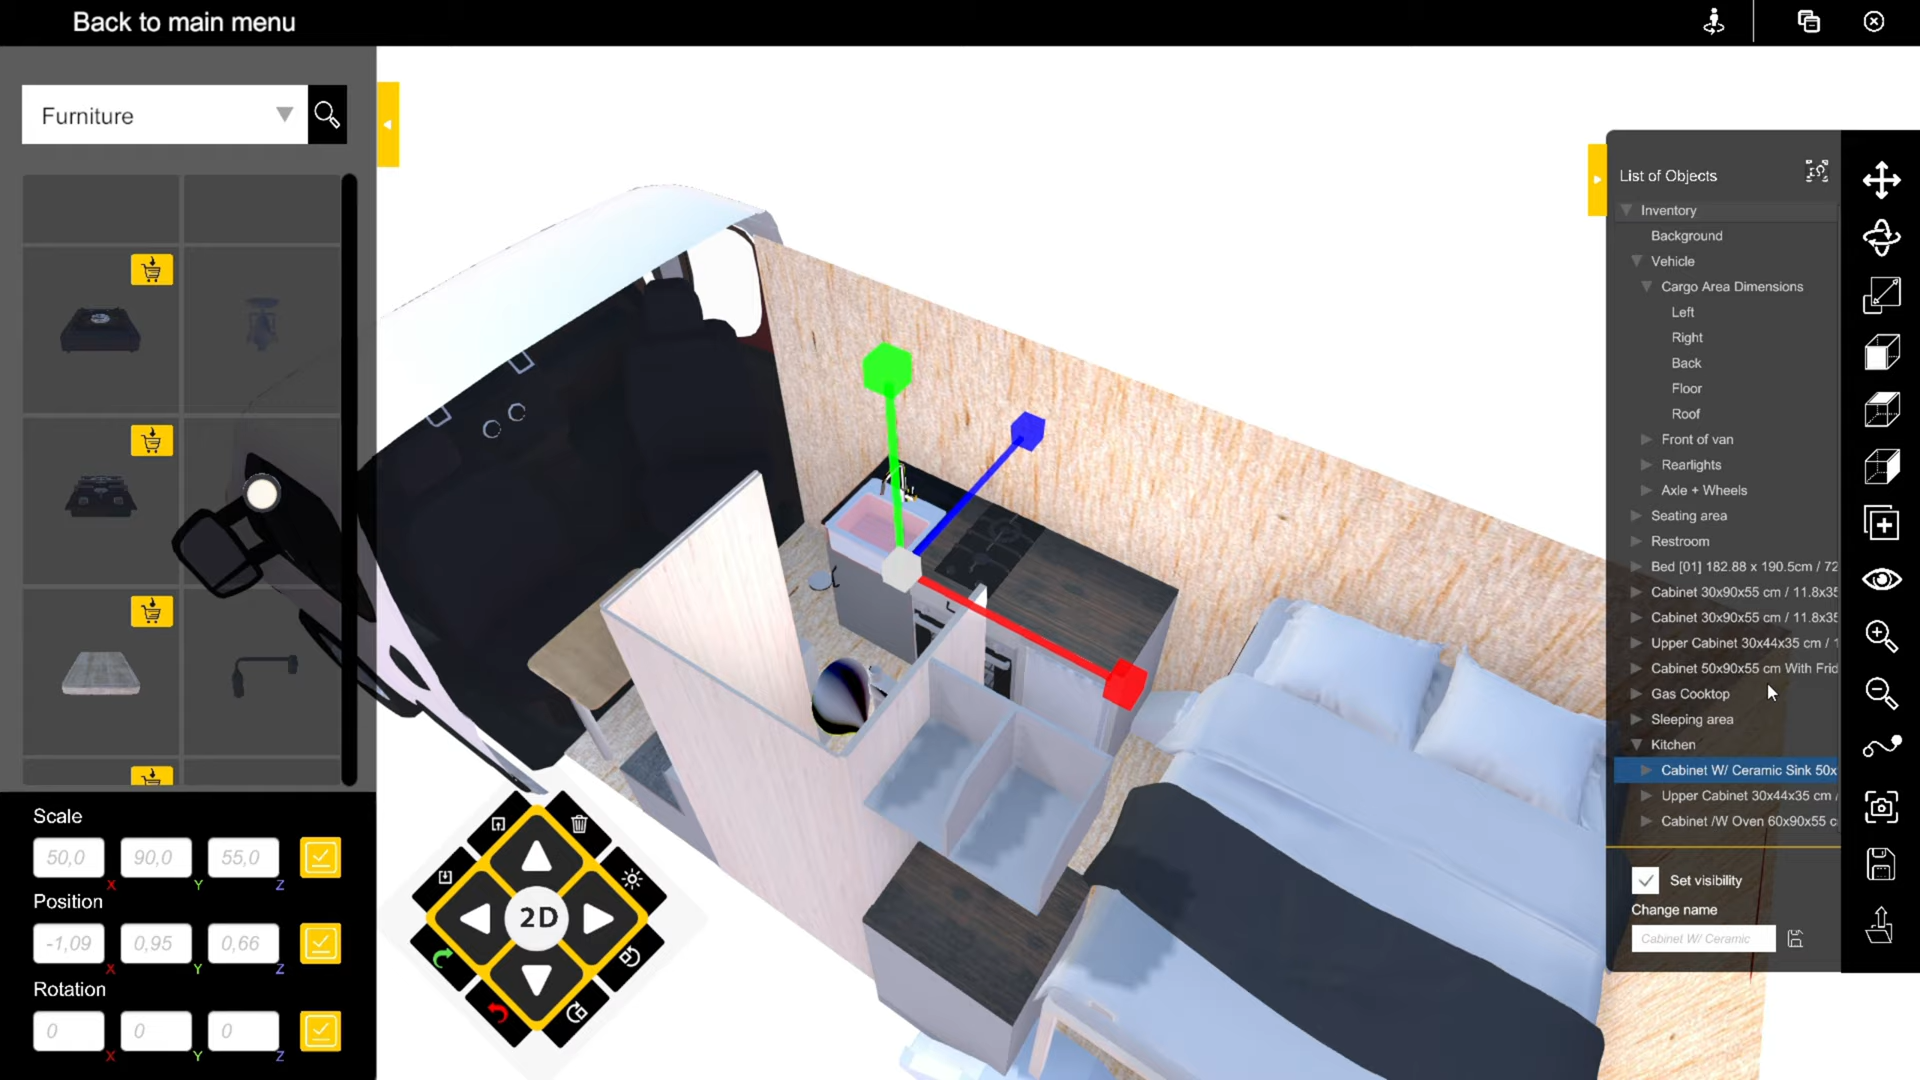 Back to main menu
Furniture
List of Objects
Inventory
Background
Vehicle
Cargo Area Dimensions
Left
Right
Back
Floor
Roof
Front of van
Rearlights
Axle + Wheels
Seating area
Restroom
Bed [01] 182.88 x 190.5cm / 72
Cabinet 30x90x55 cm / 11.8x35
Cabinet 30x90x55 cm / 11.8x35
Upper Cabinet 30x44x35 cm / 1
Cabinet 50x90x55 cm With Frid
Gas Cooktop
Sleeping area
Kitchen
Cabinet W/ Ceramic Sink 50x
Upper Cabinet 30x44x35 cm /
Cabinet /W Oven 60x90x55 c
Set visibility
Change name
Cabinet W/ Ceramic
Scale
50,0 90,0 55,0
X Y Z
Position
-1,09 0,95 0,66
X Y Z
Rotation
0 0 0
X Y Z
2D